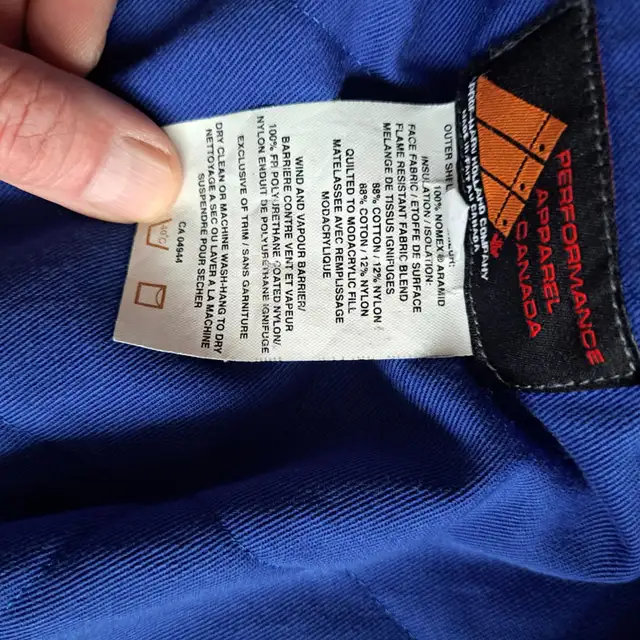 OUTER SHEL
100% NOMEX® ARAMID
INSULATION/ISOLATION:
FACE FABRIC / ETOFFE DE SURFACE
FLAME RESISTANT FABRIC BLEND
MELANGE DE TISSUS IGNIFUGES
88% COTTON / 12% NYLON
88% COTON / 12% NYLON
QUILTED TO MODACRYLIC FILL
MATELASSEE AVEC REMPLISSAGE
MODACRYLIQUE
WIND AND VAPOUR BARRIER/
BARRIERE CONTRE VENT ET VAPEUR
100% FR POLYURETHANE COATED NYLON/
NYLON ENDUIT DE POLYURETHANE IGNIFUGE
EXCLUSIVE OF TRIM / SANS GARNITURE
DRY CLEAN OR MACHINE WASH-HANG TO DRY
NETTOYAGE A SEC OU LAVER A LA MACHINE
SUSPENDRE POUR SECHER
CA 04944
40°C
PERFORMANCE
APPAREL
CANADA
COMPANY
CANADA